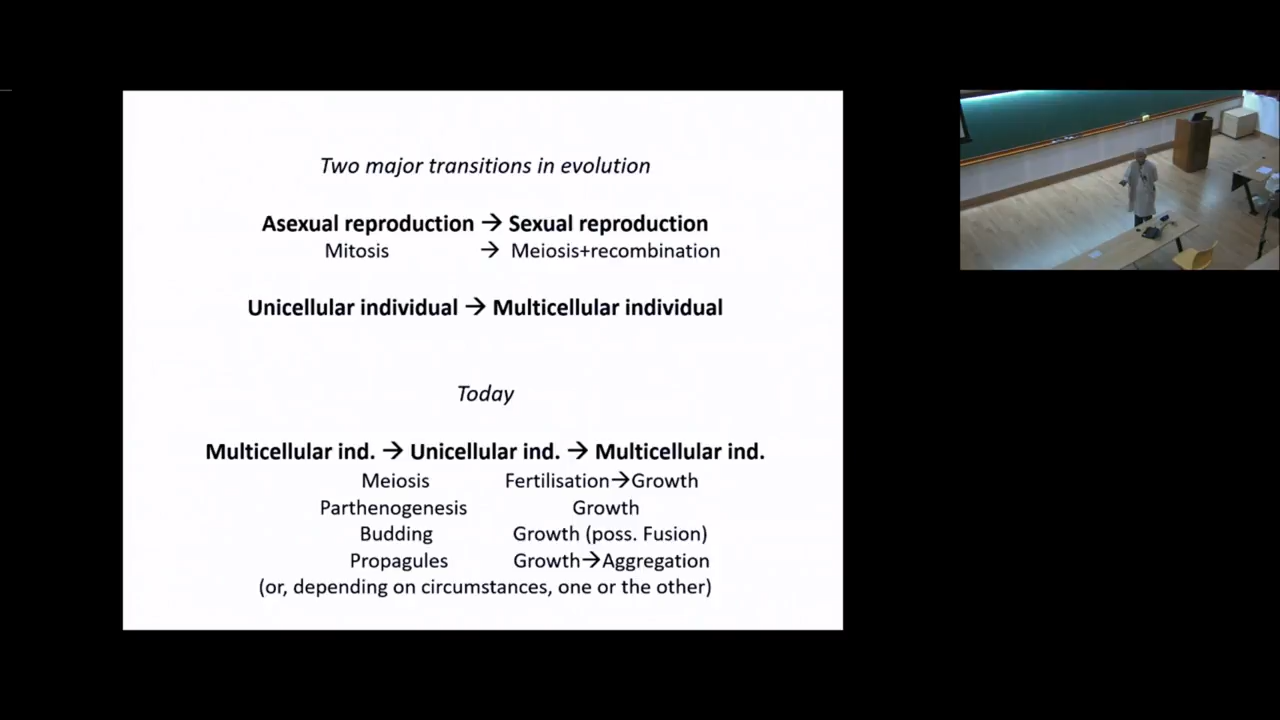 Two major transitions in evolution
Asexual reproduction → Sexual reproduction
Mitosis → Meiosis+recombination
Unicellular individual → Multicellular individual
Today
Multicellular ind. → Unicellular ind. → Multicellular ind.
Meiosis Fertilisation→Growth
Parthenogenesis Growth
Budding Growth (poss. Fusion)
Propagules Growth→Aggregation
(or, depending on circumstances, one or the other)